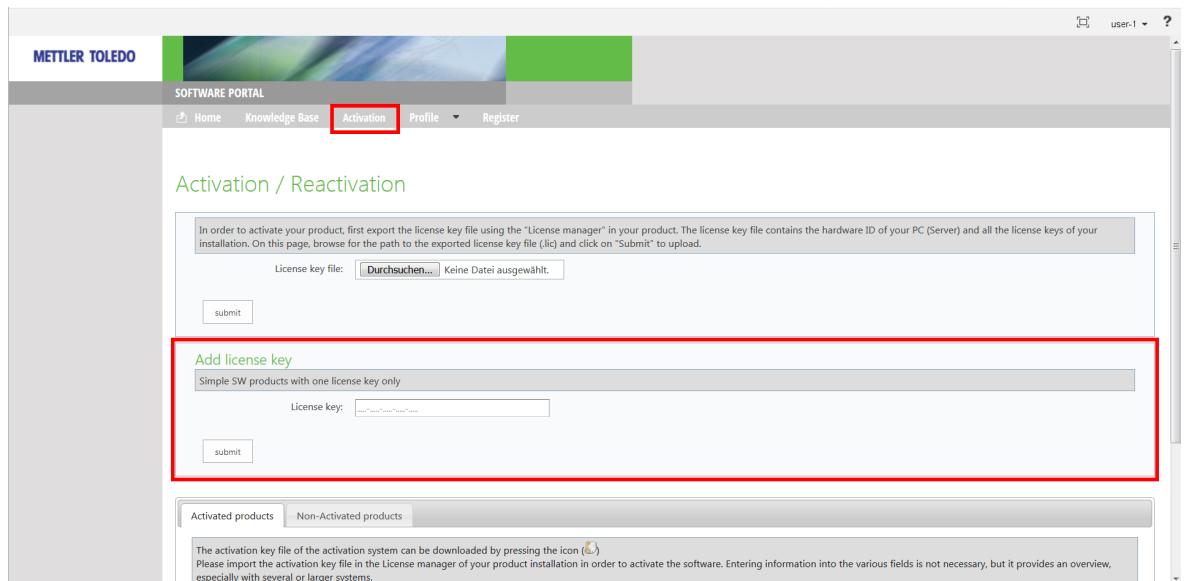 user-1 ?
METTLER TOLEDO
SOFTWARE PORTAL
Home Knowledge Base Activation Profile Register
Activation / Reactivation
In order to activate your product, first export the license key file using the "License manager" in your product. The license key file contains the hardware ID of your PC (Server) and all the license keys of your
installation. On this page, browse for the path to the exported license key file (.lic) and click on "Submit" to upload.
License key file: Durchsuchen... Keine Datei ausgewählt.
submit
Add license key
Simple SW products with one license key only
License key: .....-.....-.....-.....-.....
submit
Activated products Non-Activated products
The activation key file of the activation system can be downloaded by pressing the icon ( )
Please import the activation key file in the License manager of your product installation in order to activate the software. Entering information into the various fields is not necessary, but it provides an overview,
especially with several or larger systems.